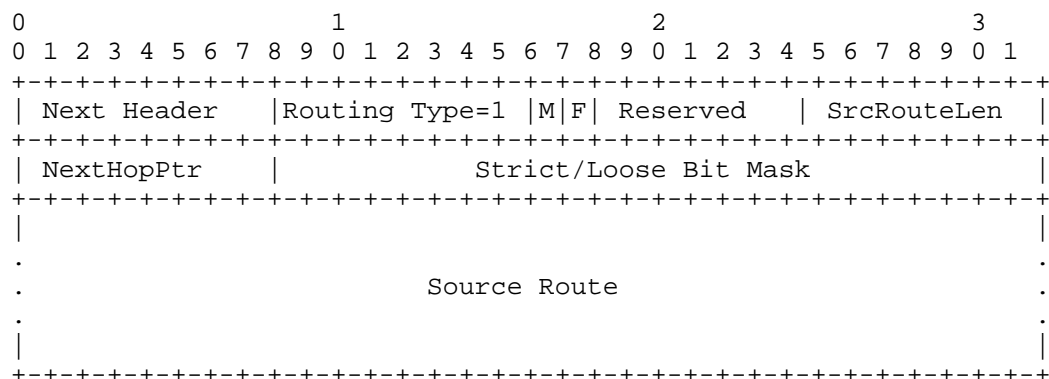 0                   1                   2                   3
0 1 2 3 4 5 6 7 8 9 0 1 2 3 4 5 6 7 8 9 0 1 2 3 4 5 6 7 8 9 0 1
+-+-+-+-+-+-+-+-+-+-+-+-+-+-+-+-+-+-+-+-+-+-+-+-+-+-+-+-+-+-+-+-+
| Next Header   |Routing Type=1 |M|F| Reserved  | SrcRouteLen   |
+-+-+-+-+-+-+-+-+-+-+-+-+-+-+-+-+-+-+-+-+-+-+-+-+-+-+-+-+-+-+-+-+
| NextHopPtr    |            Strict/Loose Bit Mask              |
+-+-+-+-+-+-+-+-+-+-+-+-+-+-+-+-+-+-+-+-+-+-+-+-+-+-+-+-+-+-+-+-+
|                                                               |
.                                                               .
.                         Source Route                          .
.                                                               .
|                                                               |
+-+-+-+-+-+-+-+-+-+-+-+-+-+-+-+-+-+-+-+-+-+-+-+-+-+-+-+-+-+-+-+-+